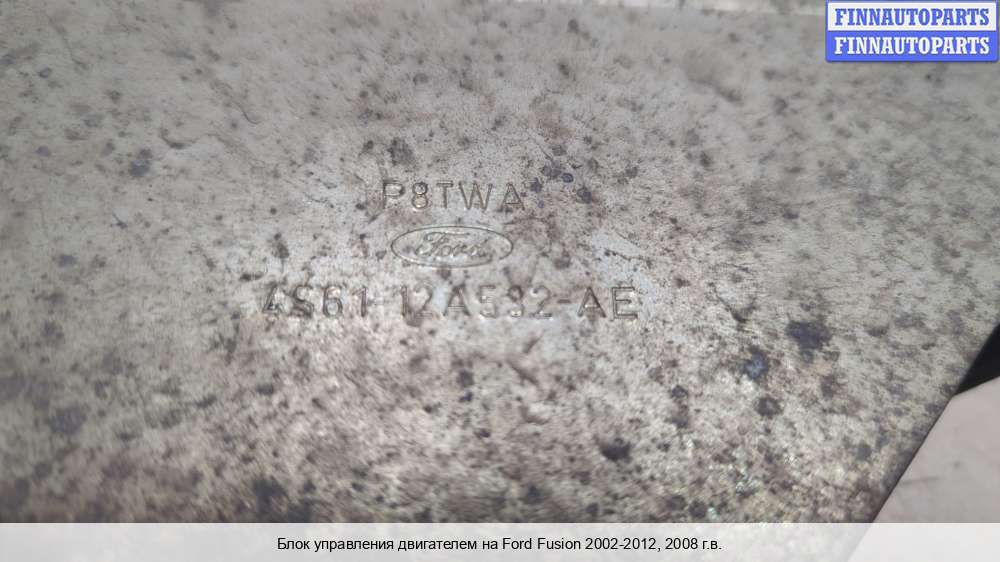 FINNAUTOPARTS
FINNAUTOPARTS
P8TWA
Ford
4S61-12A532-AE
Блок управления двигателем на Ford Fusion 2002-2012, 2008 г.в.